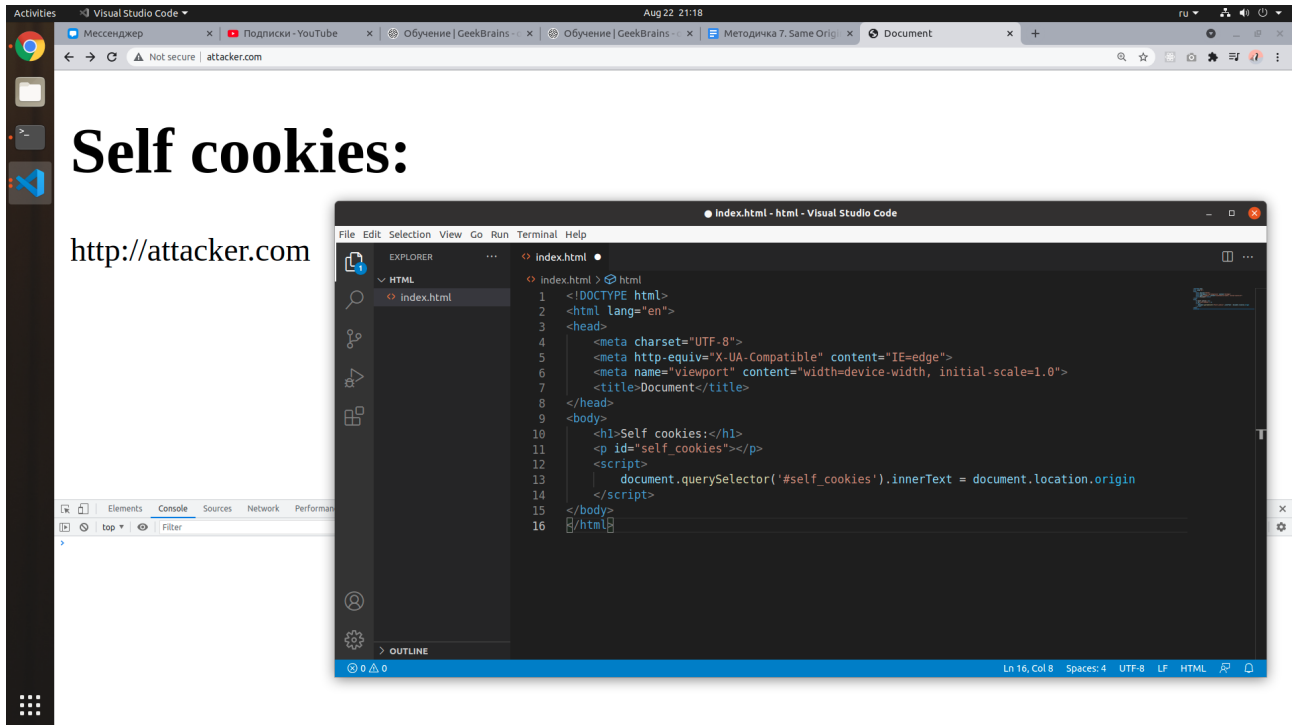 Activities Visual Studio Code Aug 22 21:18 ru
Мессенджер Подписки - YouTube Обучение | GeekBrains - Обучение | GeekBrains - Методичка 7. Same Origi Document
Not secure attacker.com
Self cookies:
http://attacker.com
index.html - html - Visual Studio Code
File Edit Selection View Go Run Terminal Help
EXPLORER ··· index.html
1
HTML index.html > html
index.html
1 <!DOCTYPE html>
2 <html lang="en">
3 <head>
4 <meta charset="UTF-8">
5 <meta http-equiv="X-UA-Compatible" content="IE=edge">
6 <meta name="viewport" content="width=device-width, initial-scale=1.0">
7 <title>Document</title>
8 </head>
9 <body>
10 <h1>Self cookies:</h1>
11 <p id="self_cookies"></p>
12 <script>
13 document.querySelector('#self_cookies').innerText = document.location.origin
14 </script>
15 </body>
16 </html>
OUTLINE
0 0 Ln 16, Col 8 Spaces: 4 UTF-8 LF HTML
Elements Console Sources Network Performan
top Filter